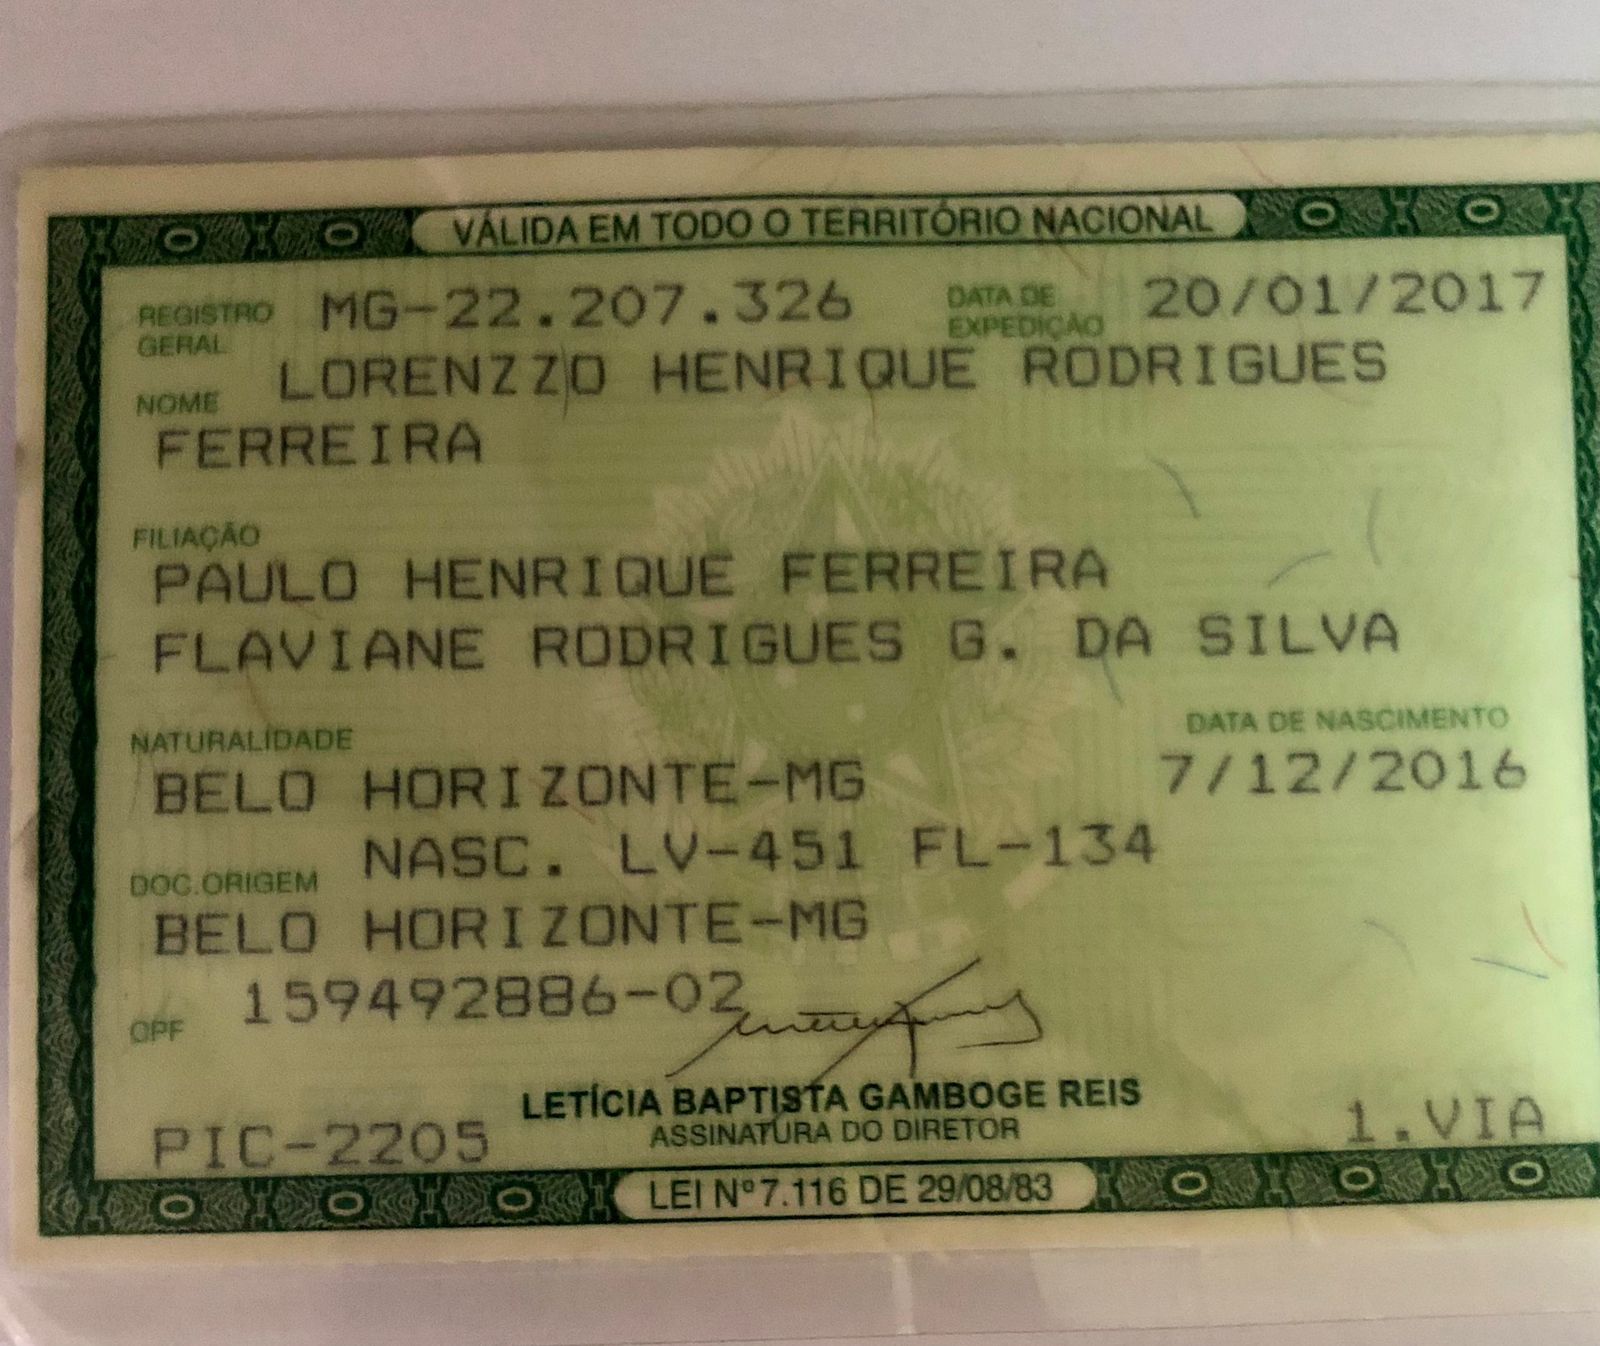 VÁLIDA EM TODO O TERRITÓRIO NACIONAL
REGISTRO GERAL MG-22.207.326 DATA DE EXPEDIÇÃO 20/01/2017
NOME LORENZZO HENRIQUE RODRIGUES
FERREIRA
FILIAÇÃO
PAULO HENRIQUE FERREIRA
FLAVIANE RODRIGUES G. DA SILVA
NATURALIDADE DATA DE NASCIMENTO
BELO HORIZONTE-MG 7/12/2016
DOC.ORIGEM NASC. LV-451 FL-134
BELO HORIZONTE-MG
CPF 159492886-02
LETÍCIA BAPTISTA GAMBOGE REIS
PIC-2205 ASSINATURA DO DIRETOR 1.VIA
LEI Nº 7.116 DE 29/08/83